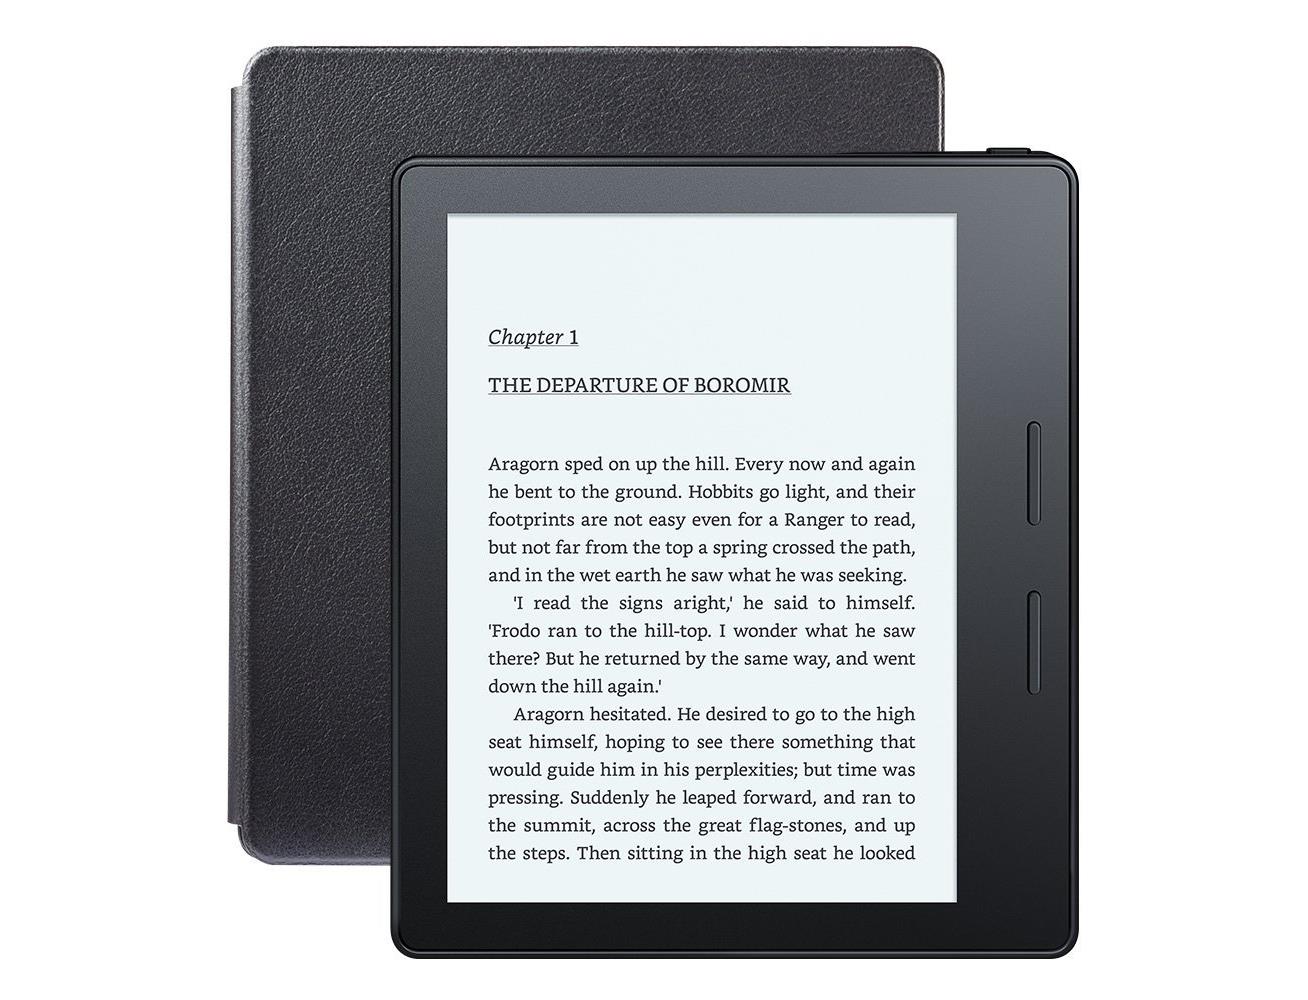 Chapter 1
THE DEPARTURE OF BOROMIR
Aragorn sped on up the hill. Every now and again
he bent to the ground. Hobbits go light, and their
footprints are not easy even for a Ranger to read,
but not far from the top a spring crossed the path,
and in the wet earth he saw what he was seeking.
'I read the signs aright,' he said to himself.
'Frodo ran to the hill-top. I wonder what he saw
there? But he returned by the same way, and went
down the hill again.'
Aragorn hesitated. He desired to go to the high
seat himself, hoping to see there something that
would guide him in his perplexities; but time was
pressing. Suddenly he leaped forward, and ran to
the summit, across the great flag-stones, and up
the steps. Then sitting in the high seat he looked